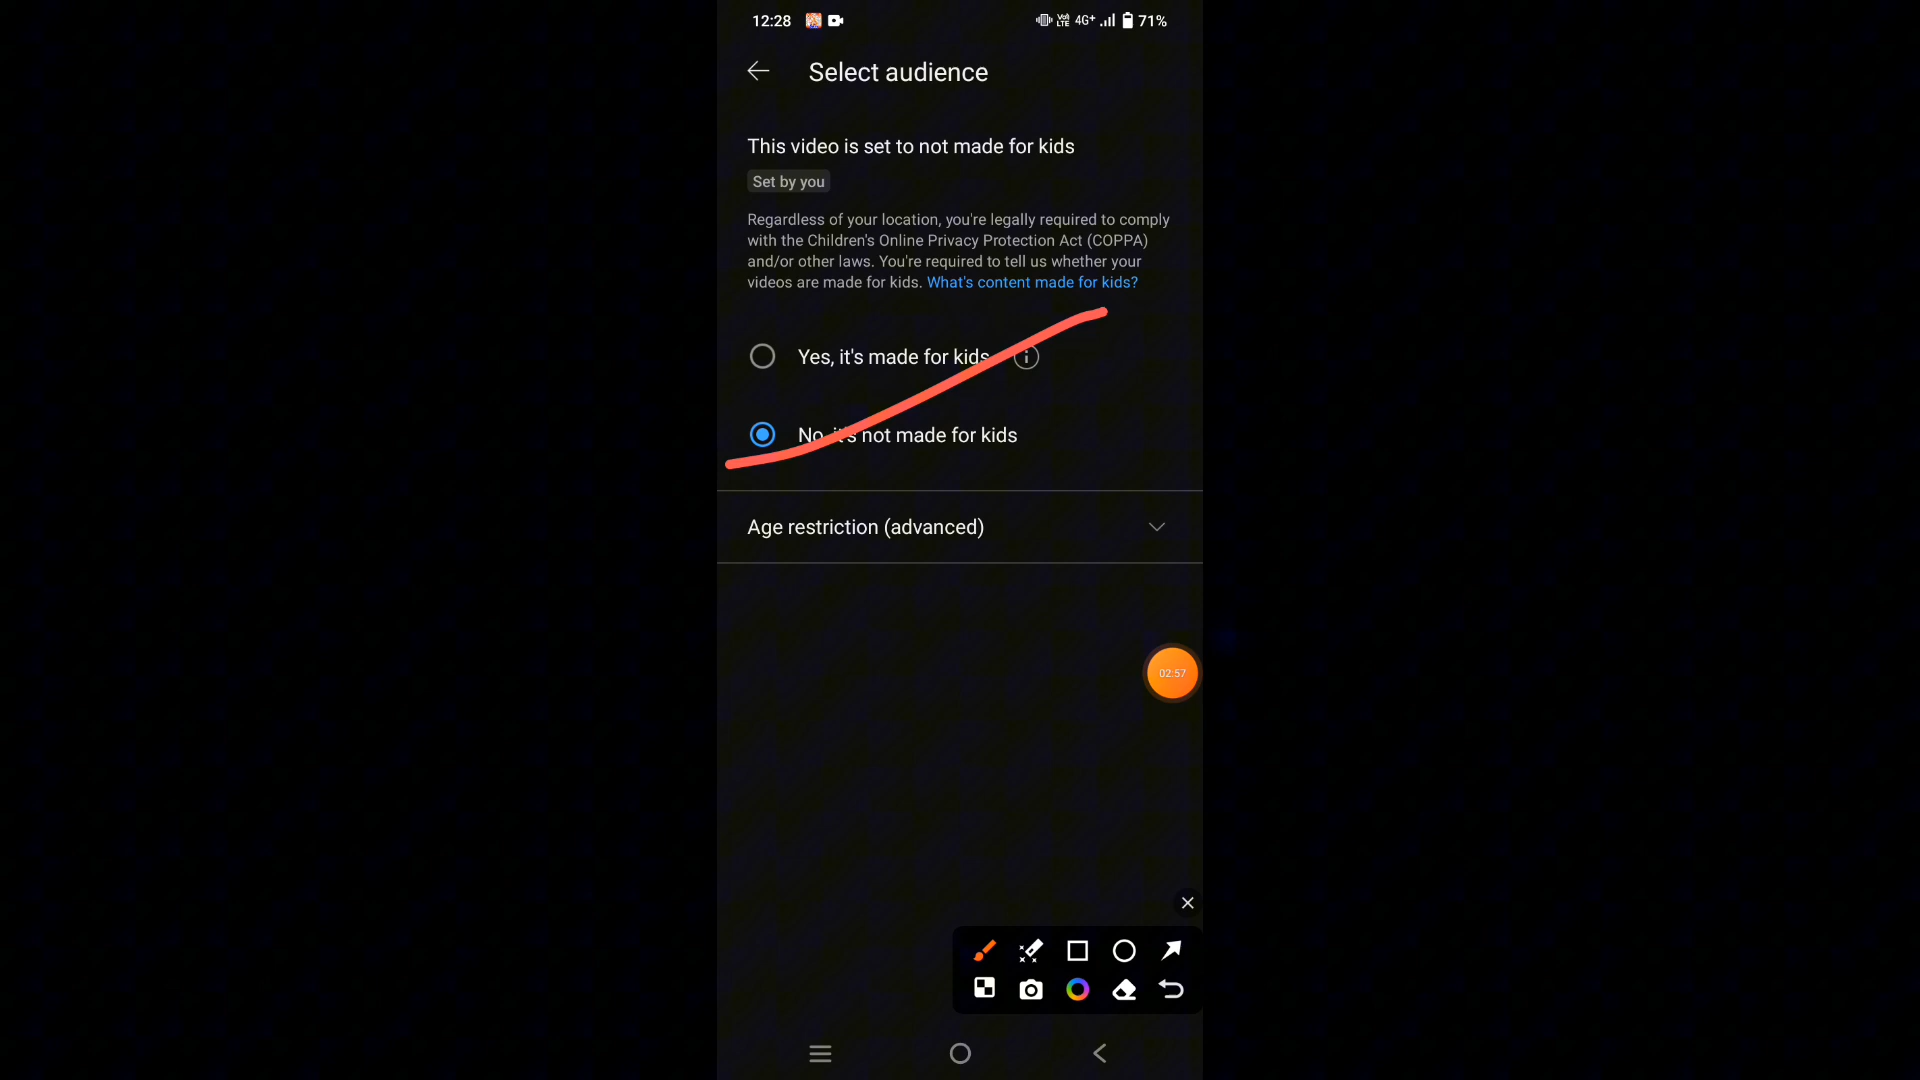 12:28 Vo) LTE 4G+ 71%
Select audience
This video is set to not made for kids
Set by you
Regardless of your location, you're legally required to comply
with the Children's Online Privacy Protection Act (COPPA)
and/or other laws. You're required to tell us whether your
videos are made for kids. What's content made for kids?
Yes, it's made for kids
No, it's not made for kids
Age restriction (advanced)
02:57